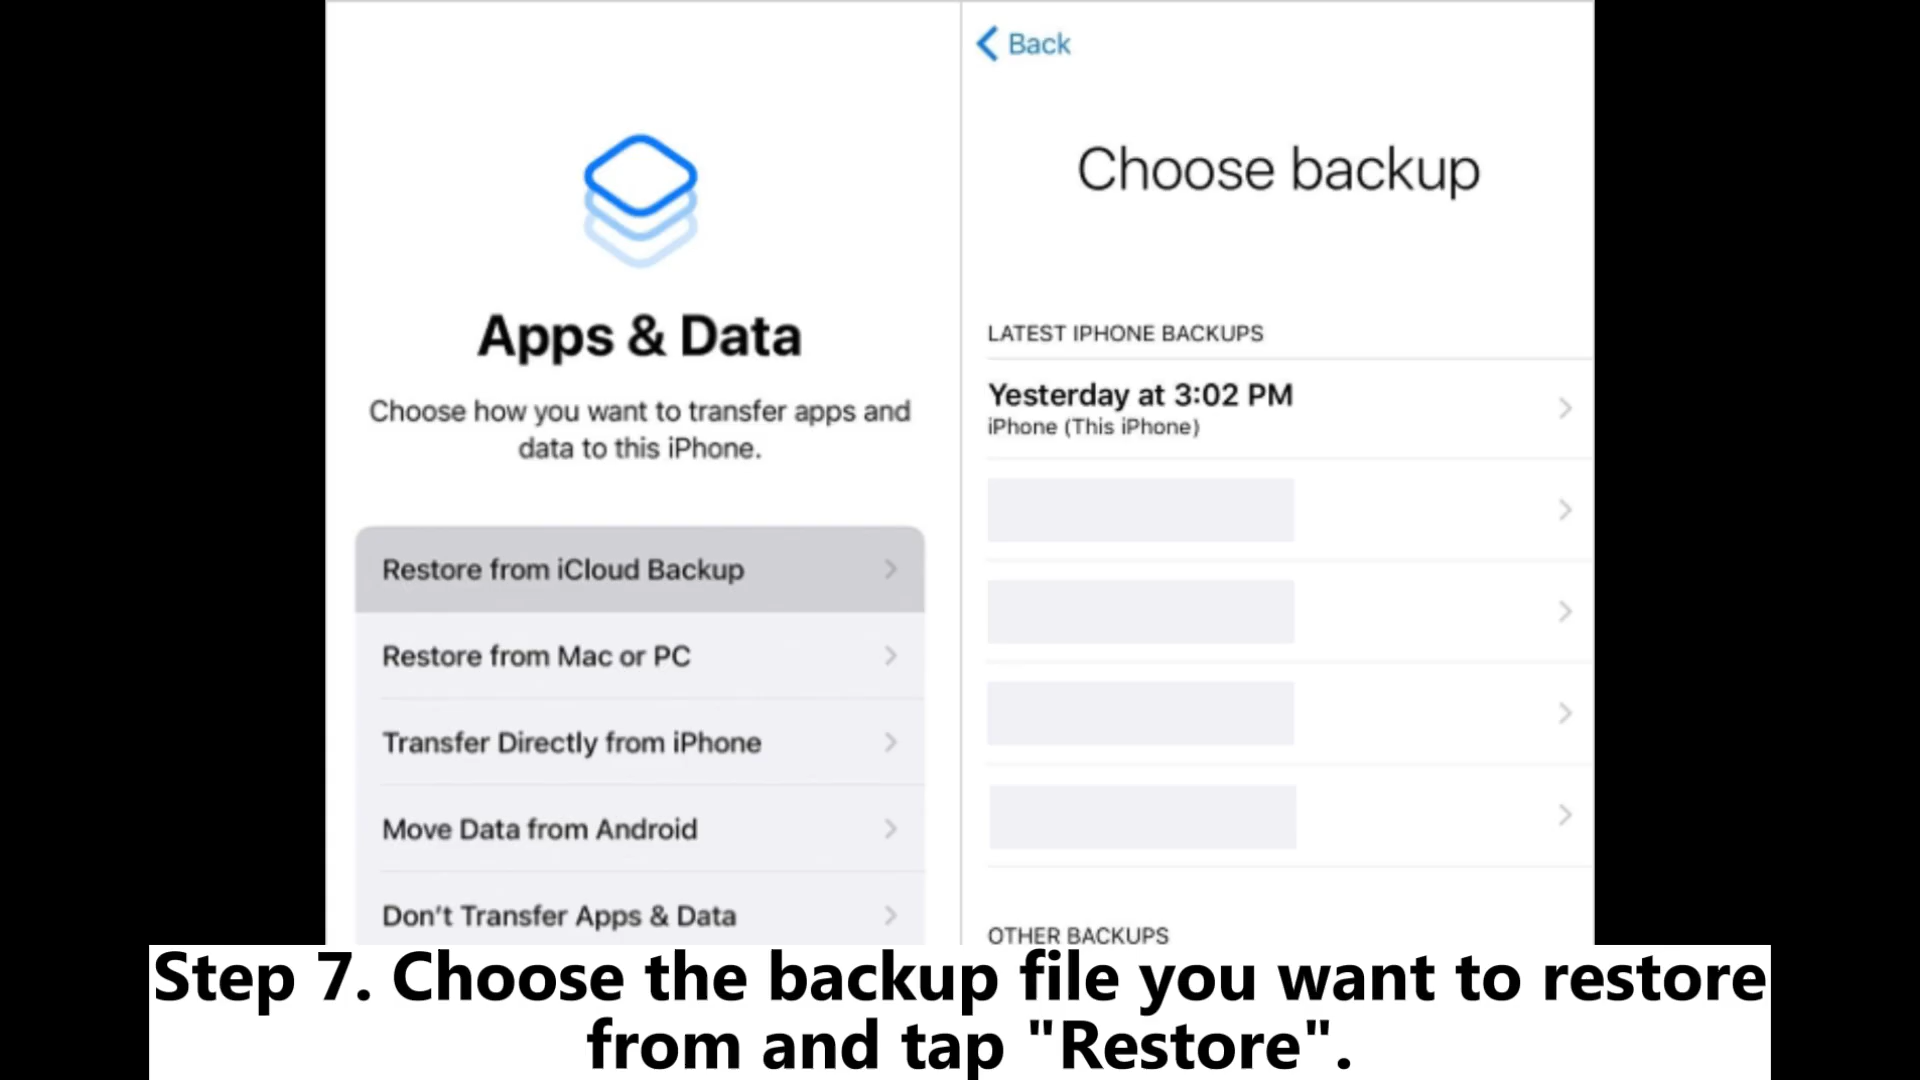 Apps & Data
Choose how you want to transfer apps and
data to this iPhone.
Restore from iCloud Backup
Restore from Mac or PC
Transfer Directly from iPhone
Move Data from Android
Don't Transfer Apps & Data
Back
Choose backup
LATEST IPHONE BACKUPS
Yesterday at 3:02 PM
iPhone (This iPhone)
OTHER BACKUPS
Step 7. Choose the backup file you want to restore
from and tap "Restore".